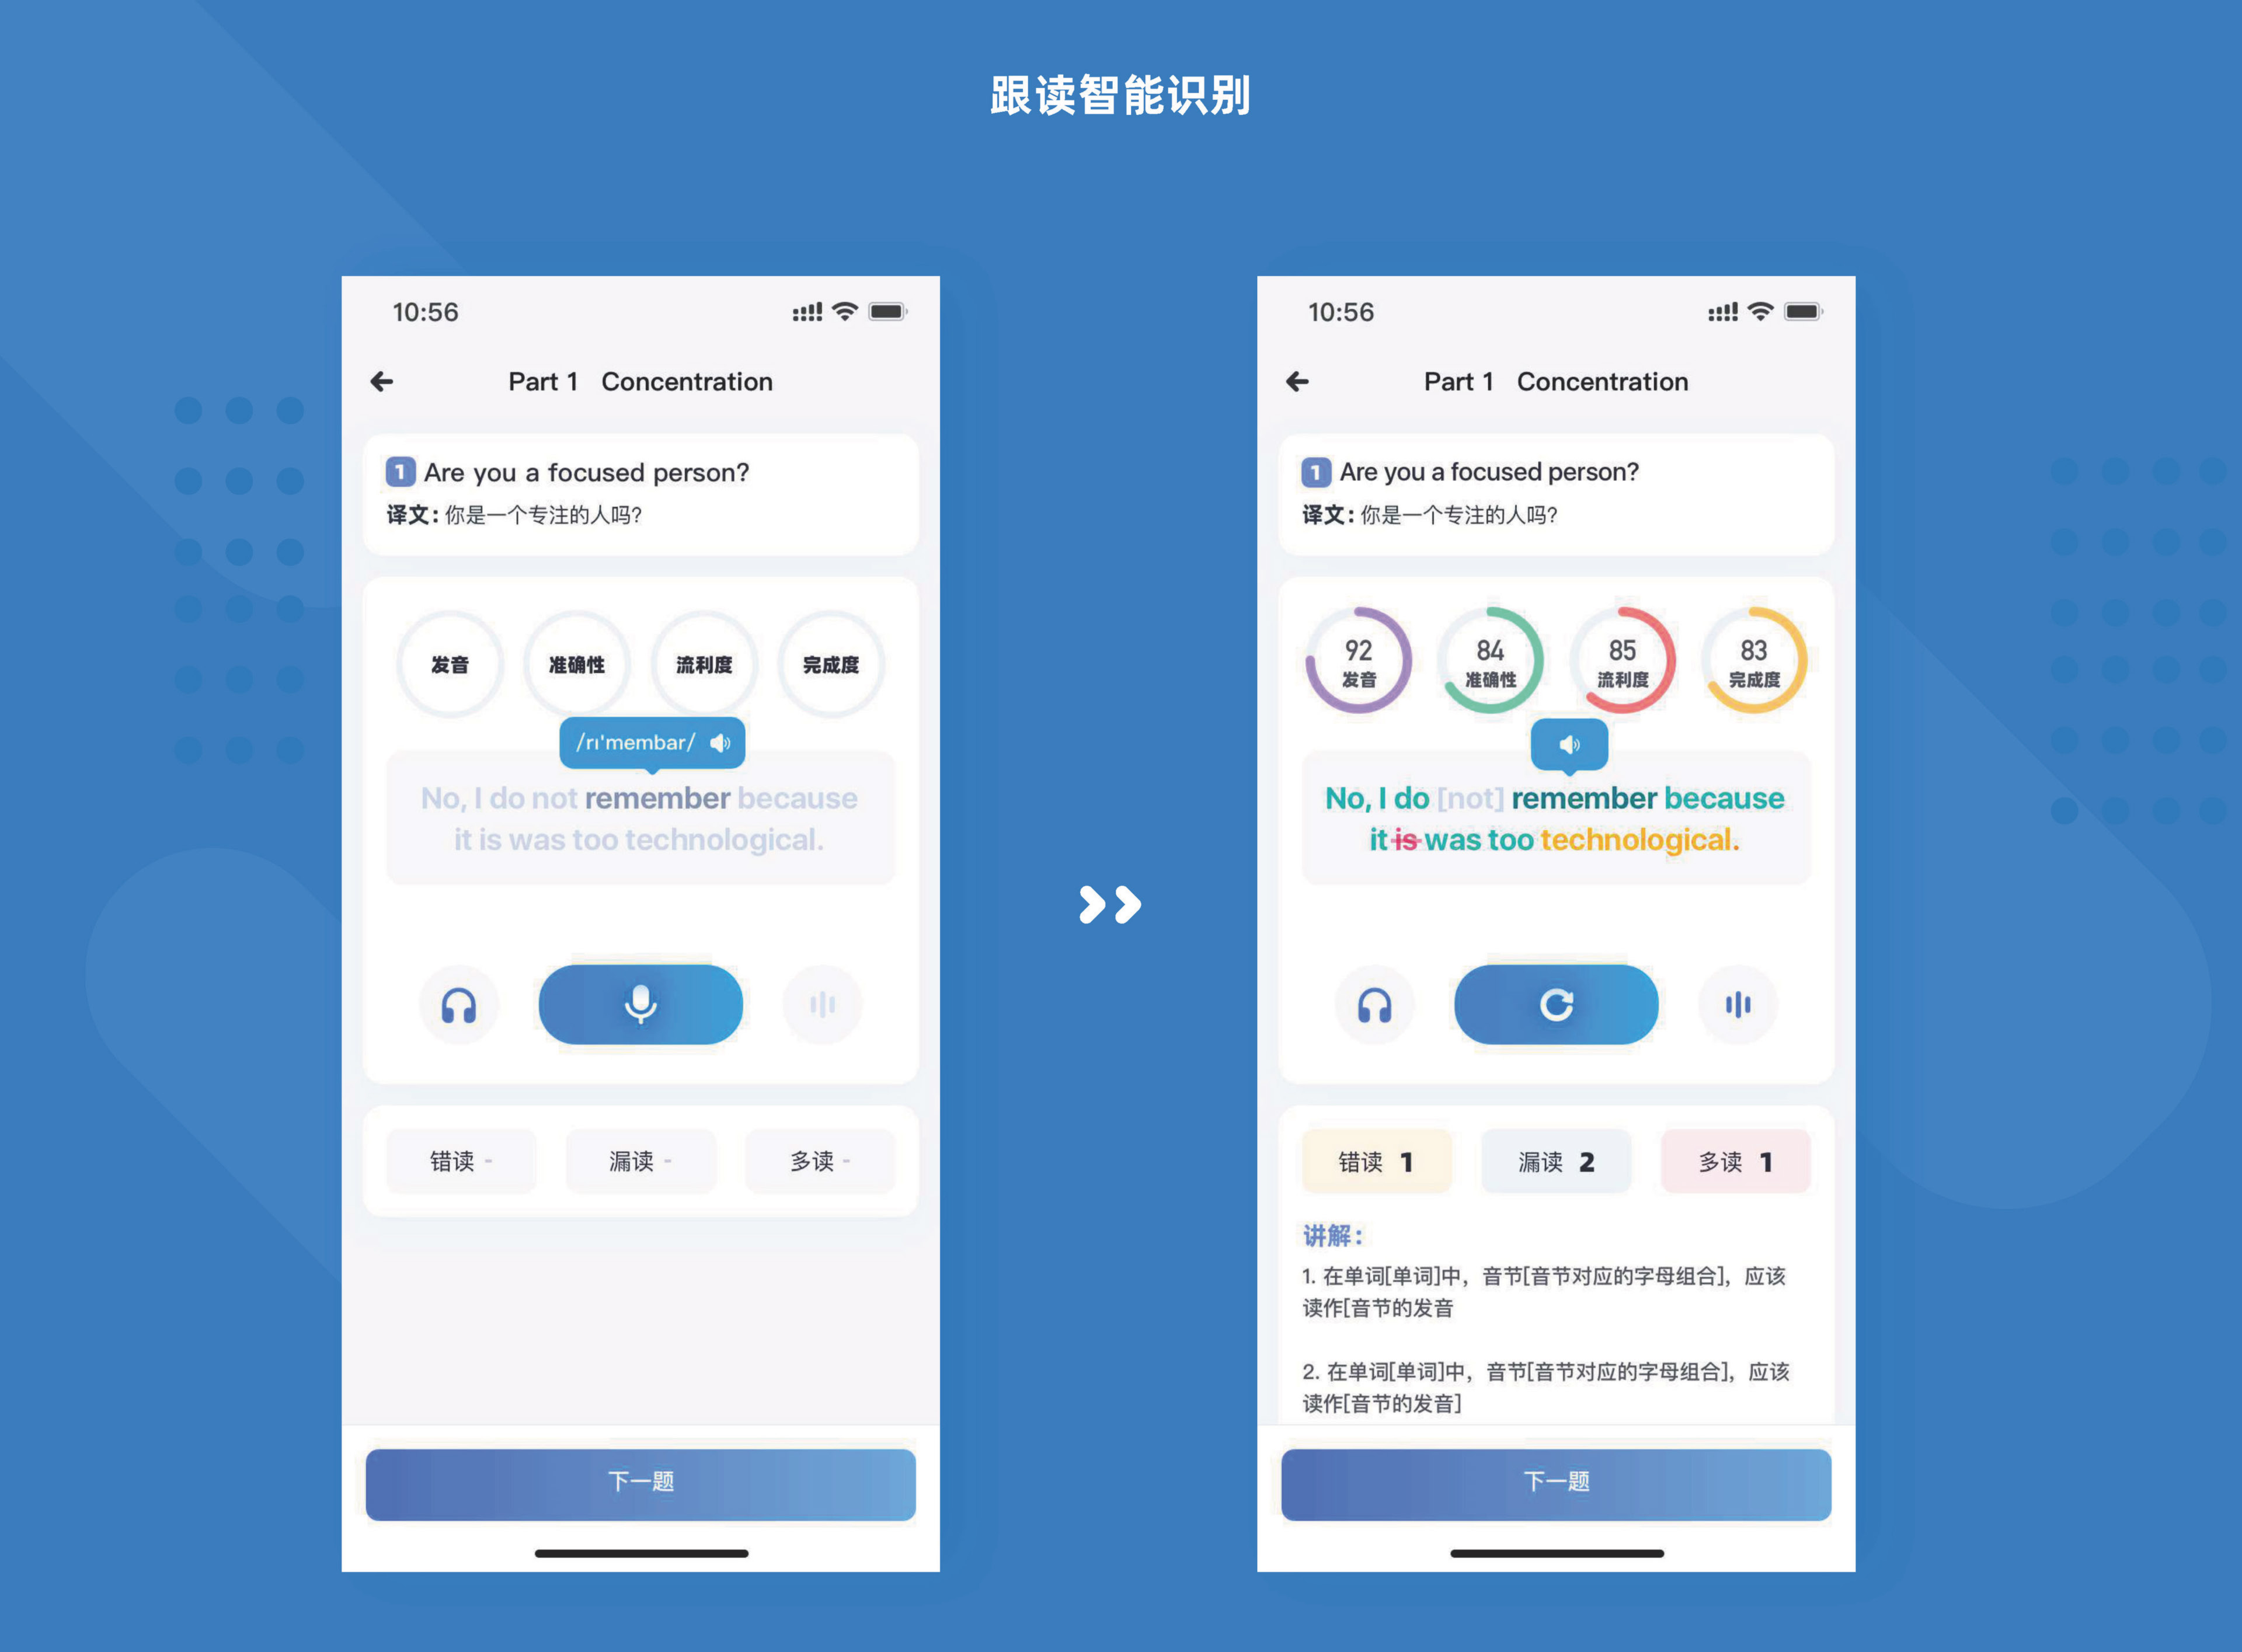 跟读智能识别
10:56
Part 1 Concentration
1 Are you a focused person?
译文：你是一个专注的人吗?
发音 准确性 流利度 完成度
/rı'membar/
No, I do not remember because
it is was too technological.
错读 - 漏读 - 多读 -
下一题
10:56
Part 1 Concentration
1 Are you a focused person?
译文：你是一个专注的人吗?
92 84 85 83
发音 准确性 流利度 完成度
No, I do [not] remember because
it is was too technological.
错读 1 漏读 2 多读 1
讲解：
1. 在单词[单词]中，音节[音节对应的字母组合]，应该
读作[音节的发音
2. 在单词[单词]中，音节[音节对应的字母组合]，应该
读作[音节的发音]
下一题